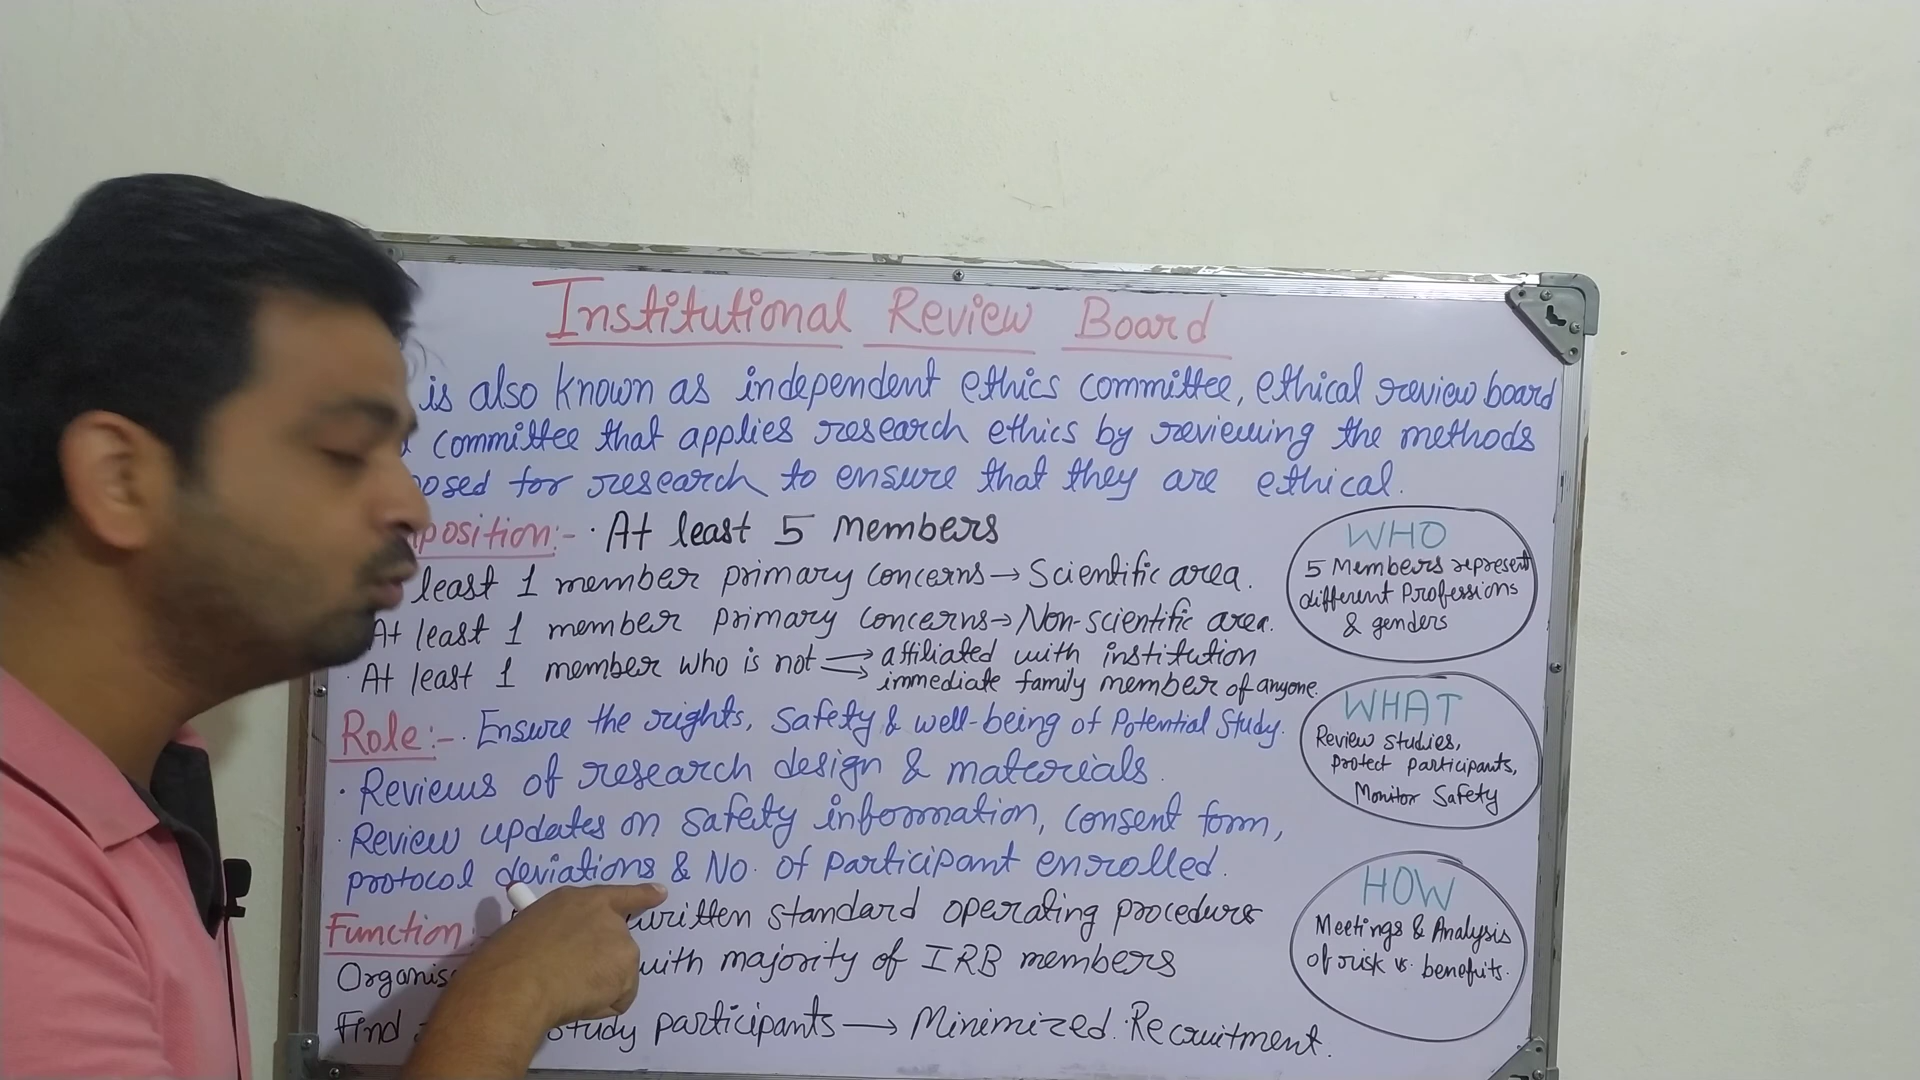 Institutional Review Board
is also known as independent ethics committee, ethical review board
committee that applies research ethics by reviewing the methods
for research to ensure that they are ethical.
:- · At least 5 Members
least 1 member primary concerns → Scientific area.
At least 1 member primary concerns → Non-scientific area.
· At least 1 member who is not → affiliated with institution
→ immediate family member of anyone.
Role:- · Ensure the rights, safety & well-being of Potential Study.
· Reviews of research design & materials.
· Review updates on safety information, consent form,
protocol deviations & No. of participant enrolled.
Function:- written standard operating procedures
with majority of IRB members
Find study participants → Minimized. Recruitment.
WHO
5 Members represent
different Professions
& genders
WHAT
Review studies,
protect participants,
Monitor Safety
HOW
Meetings & Analysis
of risk vs. benefits.